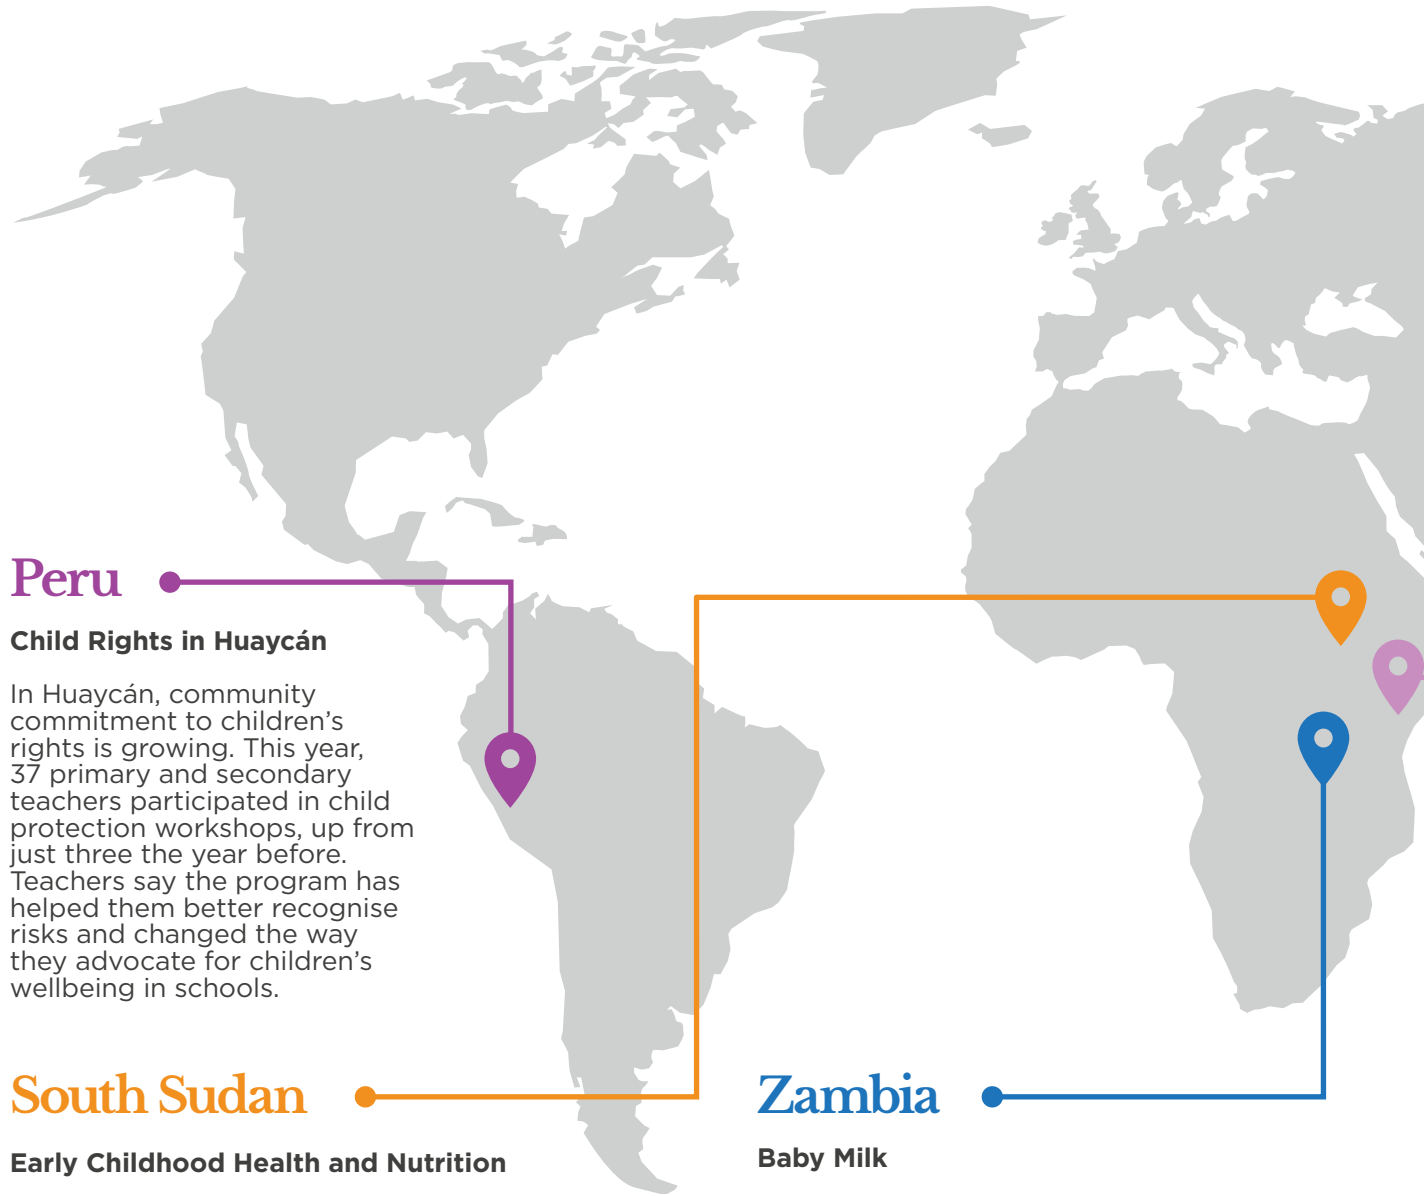 Peru
Child Rights in Huaycán
In Huaycán, community
commitment to children’s
rights is growing. This year,
37 primary and secondary
teachers participated in child
protection workshops, up from
just three the year before.
Teachers say the program has
helped them better recognise
risks and changed the way
they advocate for children’s
wellbeing in schools.
South Sudan
Early Childhood Health and Nutrition
Zambia
Baby Milk